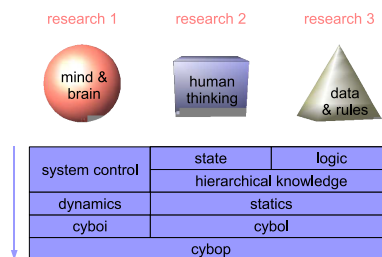 research 1 research 2 research 3
mind &
brain
human
thinking
data
& rules
system control
state logic
hierarchical knowledge
dynamics statics
cyboi cybol
cybop